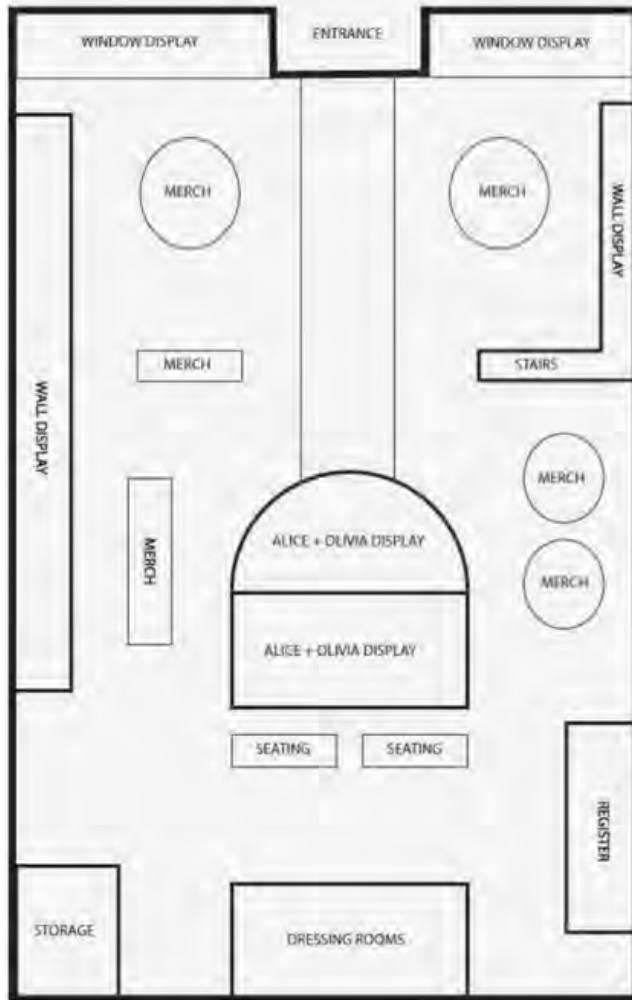 ENTRANCE
WINDOW DISPLAY
WINDOW DISPLAY
MERCH
MERCH
WALL DISPLAY
MERCH
STAIRS
WALL DISPLAY
MERCH
MERCH
ALICE + OLIVIA DISPLAY
MERCH
ALICE + OLIVIA DISPLAY
SEATING
SEATING
REGISTER
STORAGE
DRESSING ROOMS